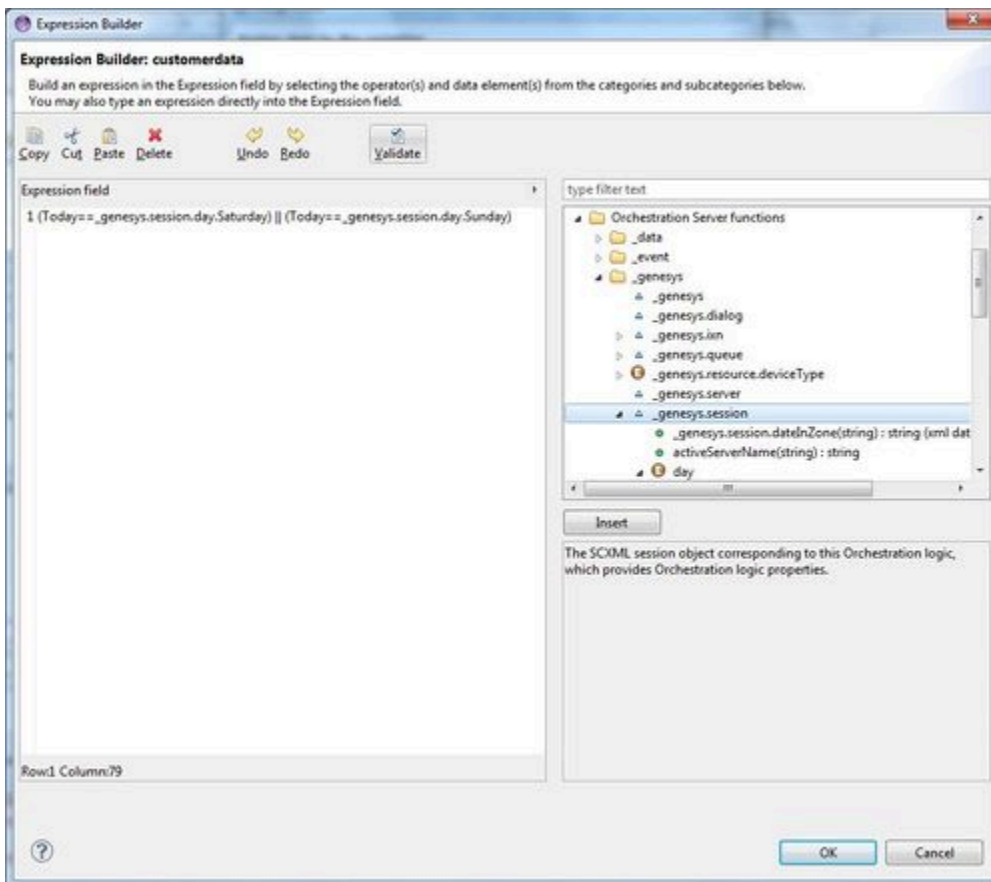 Expression Builder
Expression Builder: customerdata
Build an expression in the Expression field by selecting the operator(s) and data element(s) from the categories and subcategories below.
You may also type an expression directly into the Expression field.
Copy Cut Paste Delete Undo Redo Validate
Expression field
1 (Today==_genesys.session.day.Saturday) || (Today==_genesys.session.day.Sunday)
type filter text
Orchestration Server functions
_data
_event
_genesys
_genesys
_genesys.dialog
_genesys.ixn
_genesys.queue
_genesys.resource.deviceType
_genesys.server
_genesys.session
_genesys.session.dateInZone(string) : string (xml dat
activeServerName(string) : string
day
Insert
The SCXML session object corresponding to this Orchestration logic,
which provides Orchestration logic properties.
Row:1 Column:79
OK Cancel